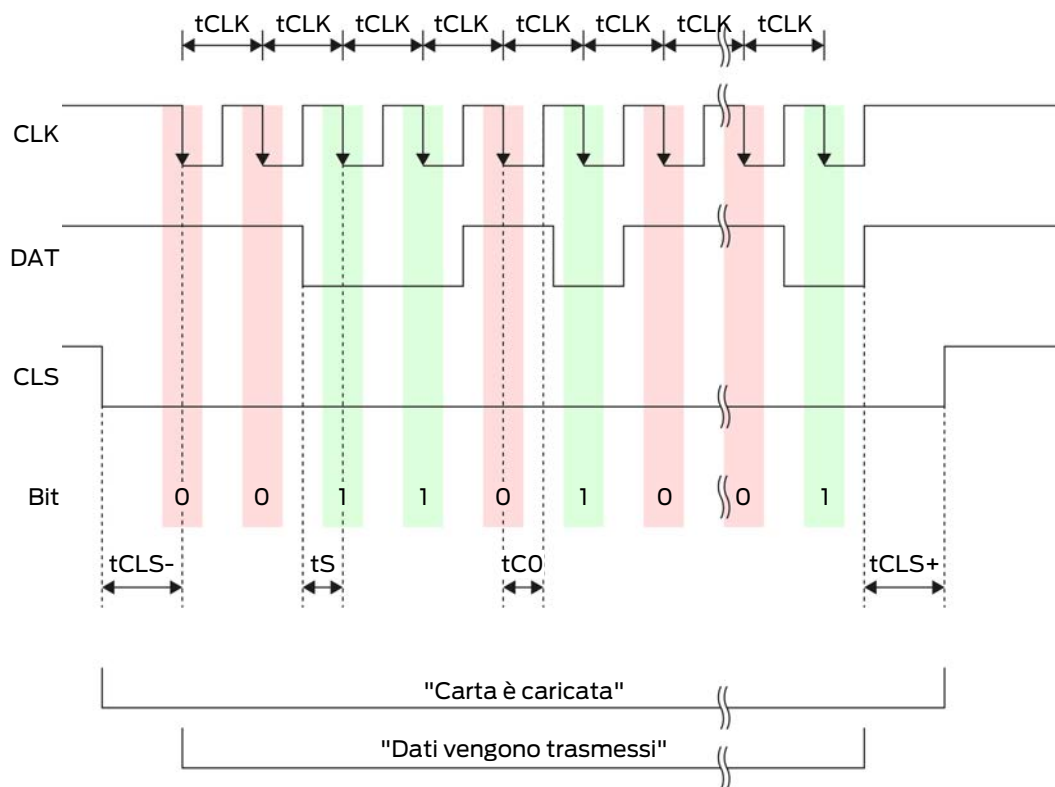 tCLK tCLK tCLK tCLK tCLK tCLK tCLK tCLK
CLK
DAT
CLS
Bit 0 0 1 1 0 1 0 0 1
tCLS- tS tC0 tCLS+
"Carta è caricata"
"Dati vengono trasmessi"